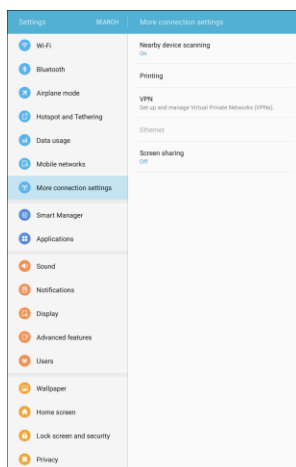 Settings
SEARCH
Wi-Fi
Bluetooth
Airplane mode
Hotspot and Tethering
Data usage
Mobile networks
More connection settings
Smart Manager
Applications
Sound
Notifications
Display
Advanced features
Users
Wallpaper
Home screen
Lock screen and security
Privacy
More connection settings
Nearby device scanning
On
Printing
VPN
Set up and manage Virtual Private Networks (VPNs).
Ethernet
Screen sharing
Off